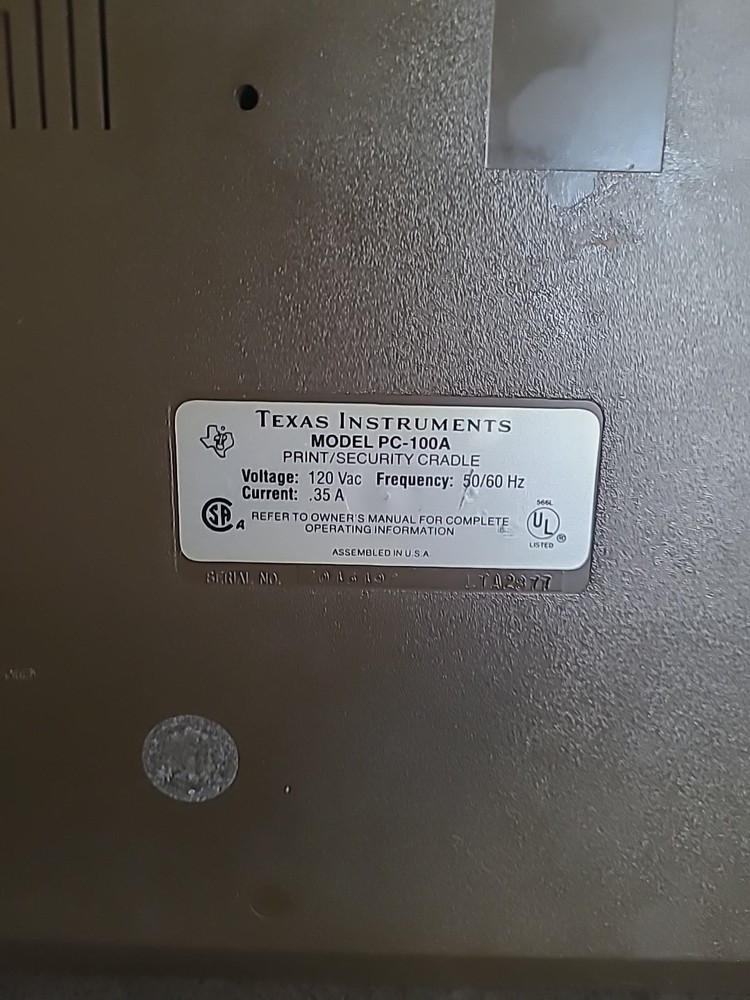 TEXAS INSTRUMENTS
MODEL PC-100A
PRINT/SECURITY CRADLE
Voltage: 120 Vac Frequency: 50/60 Hz
Current: .35 A
SA A
REFER TO OWNER'S MANUAL FOR COMPLETE
OPERATING INFORMATION
566L
UL ®
LISTED
ASSEMBLED IN U.S.A.
SERIAL NO.